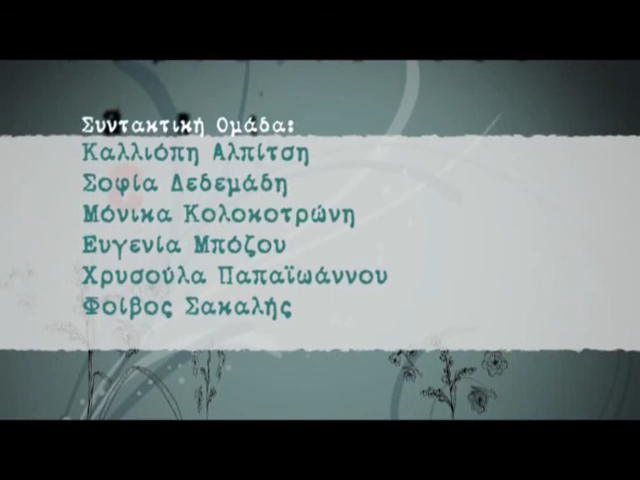 Συντακτική Ομάδα:
Καλλιόπη Αλπίτση
Σοφία Δεδεμάδη
Μόνικα Κολοκοτρώνη
Ευγενία Μπόζου
Χρυσούλα Παπαϊωάννου
Φοίβος Σακαλής